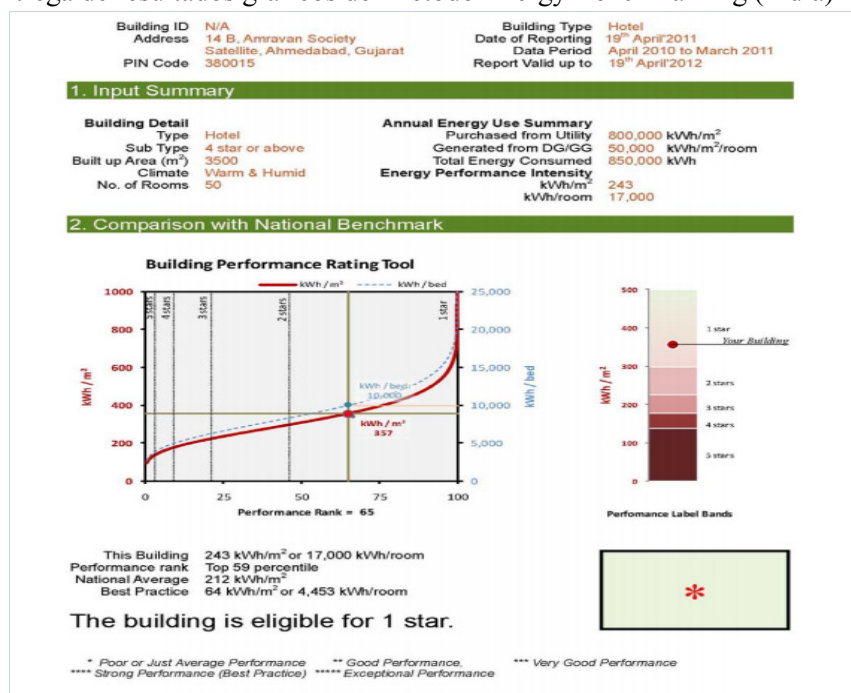 Building ID N/A Building Type Hotel
Address 14 B, Amravan Society Date of Reporting 19th April'2011
Satellite, Ahmedabad, Gujarat Data Period April 2010 to March 2011
PIN Code 380015 Report Valid up to 19th April'2012
1. Input Summary
Building Detail Annual Energy Use Summary
Type Hotel Purchased from Utility 800,000 kWh/m²
Sub Type 4 star or above Generated from DG/GG 50,000 kWh/m²/room
Built up Area (m²) 3500 Total Energy Consumed 850,000 kWh
Climate Warm & Humid Energy Performance Intensity
No. of Rooms 50 kWh/m² 243
kWh/room 17,000
2. Comparison with National Benchmark
Building Performance Rating Tool
kWh / m² kWh / bed
1000 800 600 400 200 0
kWh / m²
5 stars 4 stars 3 stars 2 stars 1 star
kWh / bed
10,000
kWh / m²
357
25,000 20,000 15,000 10,000 5,000 0
kWh / bed
0 25 50 75 100
Performance Rank = 65
500 400 300 200 100 0
kWh / m²
1 star
Your Building
2 stars
3 stars
4 stars
5 stars
Perfomance Label Bands
This Building 243 kWh/m² or 17,000 kWh/room
Performance rank Top 59 percentile
National Average 212 kWh/m²
Best Practice 64 kWh/m² or 4,453 kWh/room
*
The building is eligible for 1 star.
* Poor or Just Average Performance ** Good Performance, *** Very Good Performance
**** Strong Performance (Best Practice) ***** Exceptional Performance